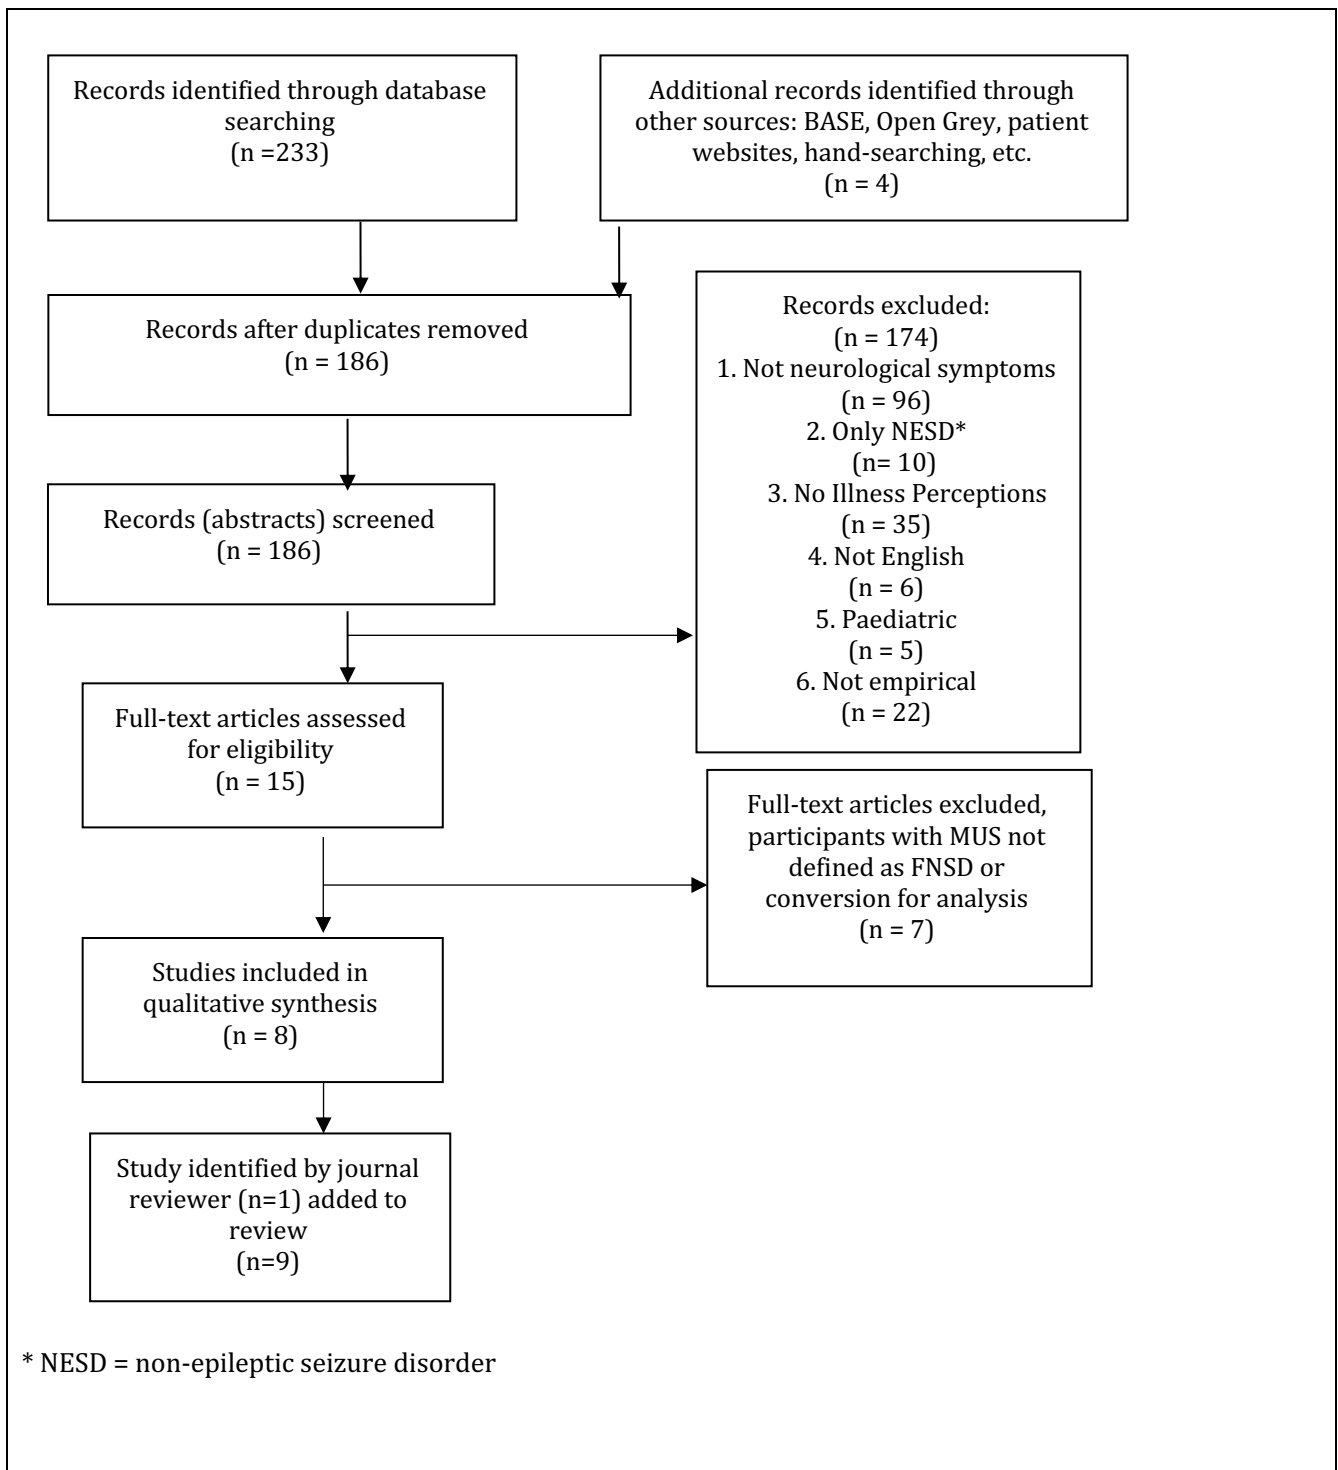 Records identified through database
searching
(n =233)
Additional records identified through
other sources: BASE, Open Grey, patient
websites, hand-searching, etc.
(n = 4)
Records after duplicates removed
(n = 186)
Records (abstracts) screened
(n = 186)
Records excluded:
(n = 174)
1. Not neurological symptoms
(n = 96)
2. Only NESD*
(n= 10)
3. No Illness Perceptions
(n = 35)
4. Not English
(n = 6)
5. Paediatric
(n = 5)
6. Not empirical
(n = 22)
Full-text articles assessed
for eligibility
(n = 15)
Full-text articles excluded,
participants with MUS not
defined as FNSD or
conversion for analysis
(n = 7)
Studies included in
qualitative synthesis
(n = 8)
Study identified by journal
reviewer (n=1) added to
review
(n=9)
* NESD = non-epileptic seizure disorder